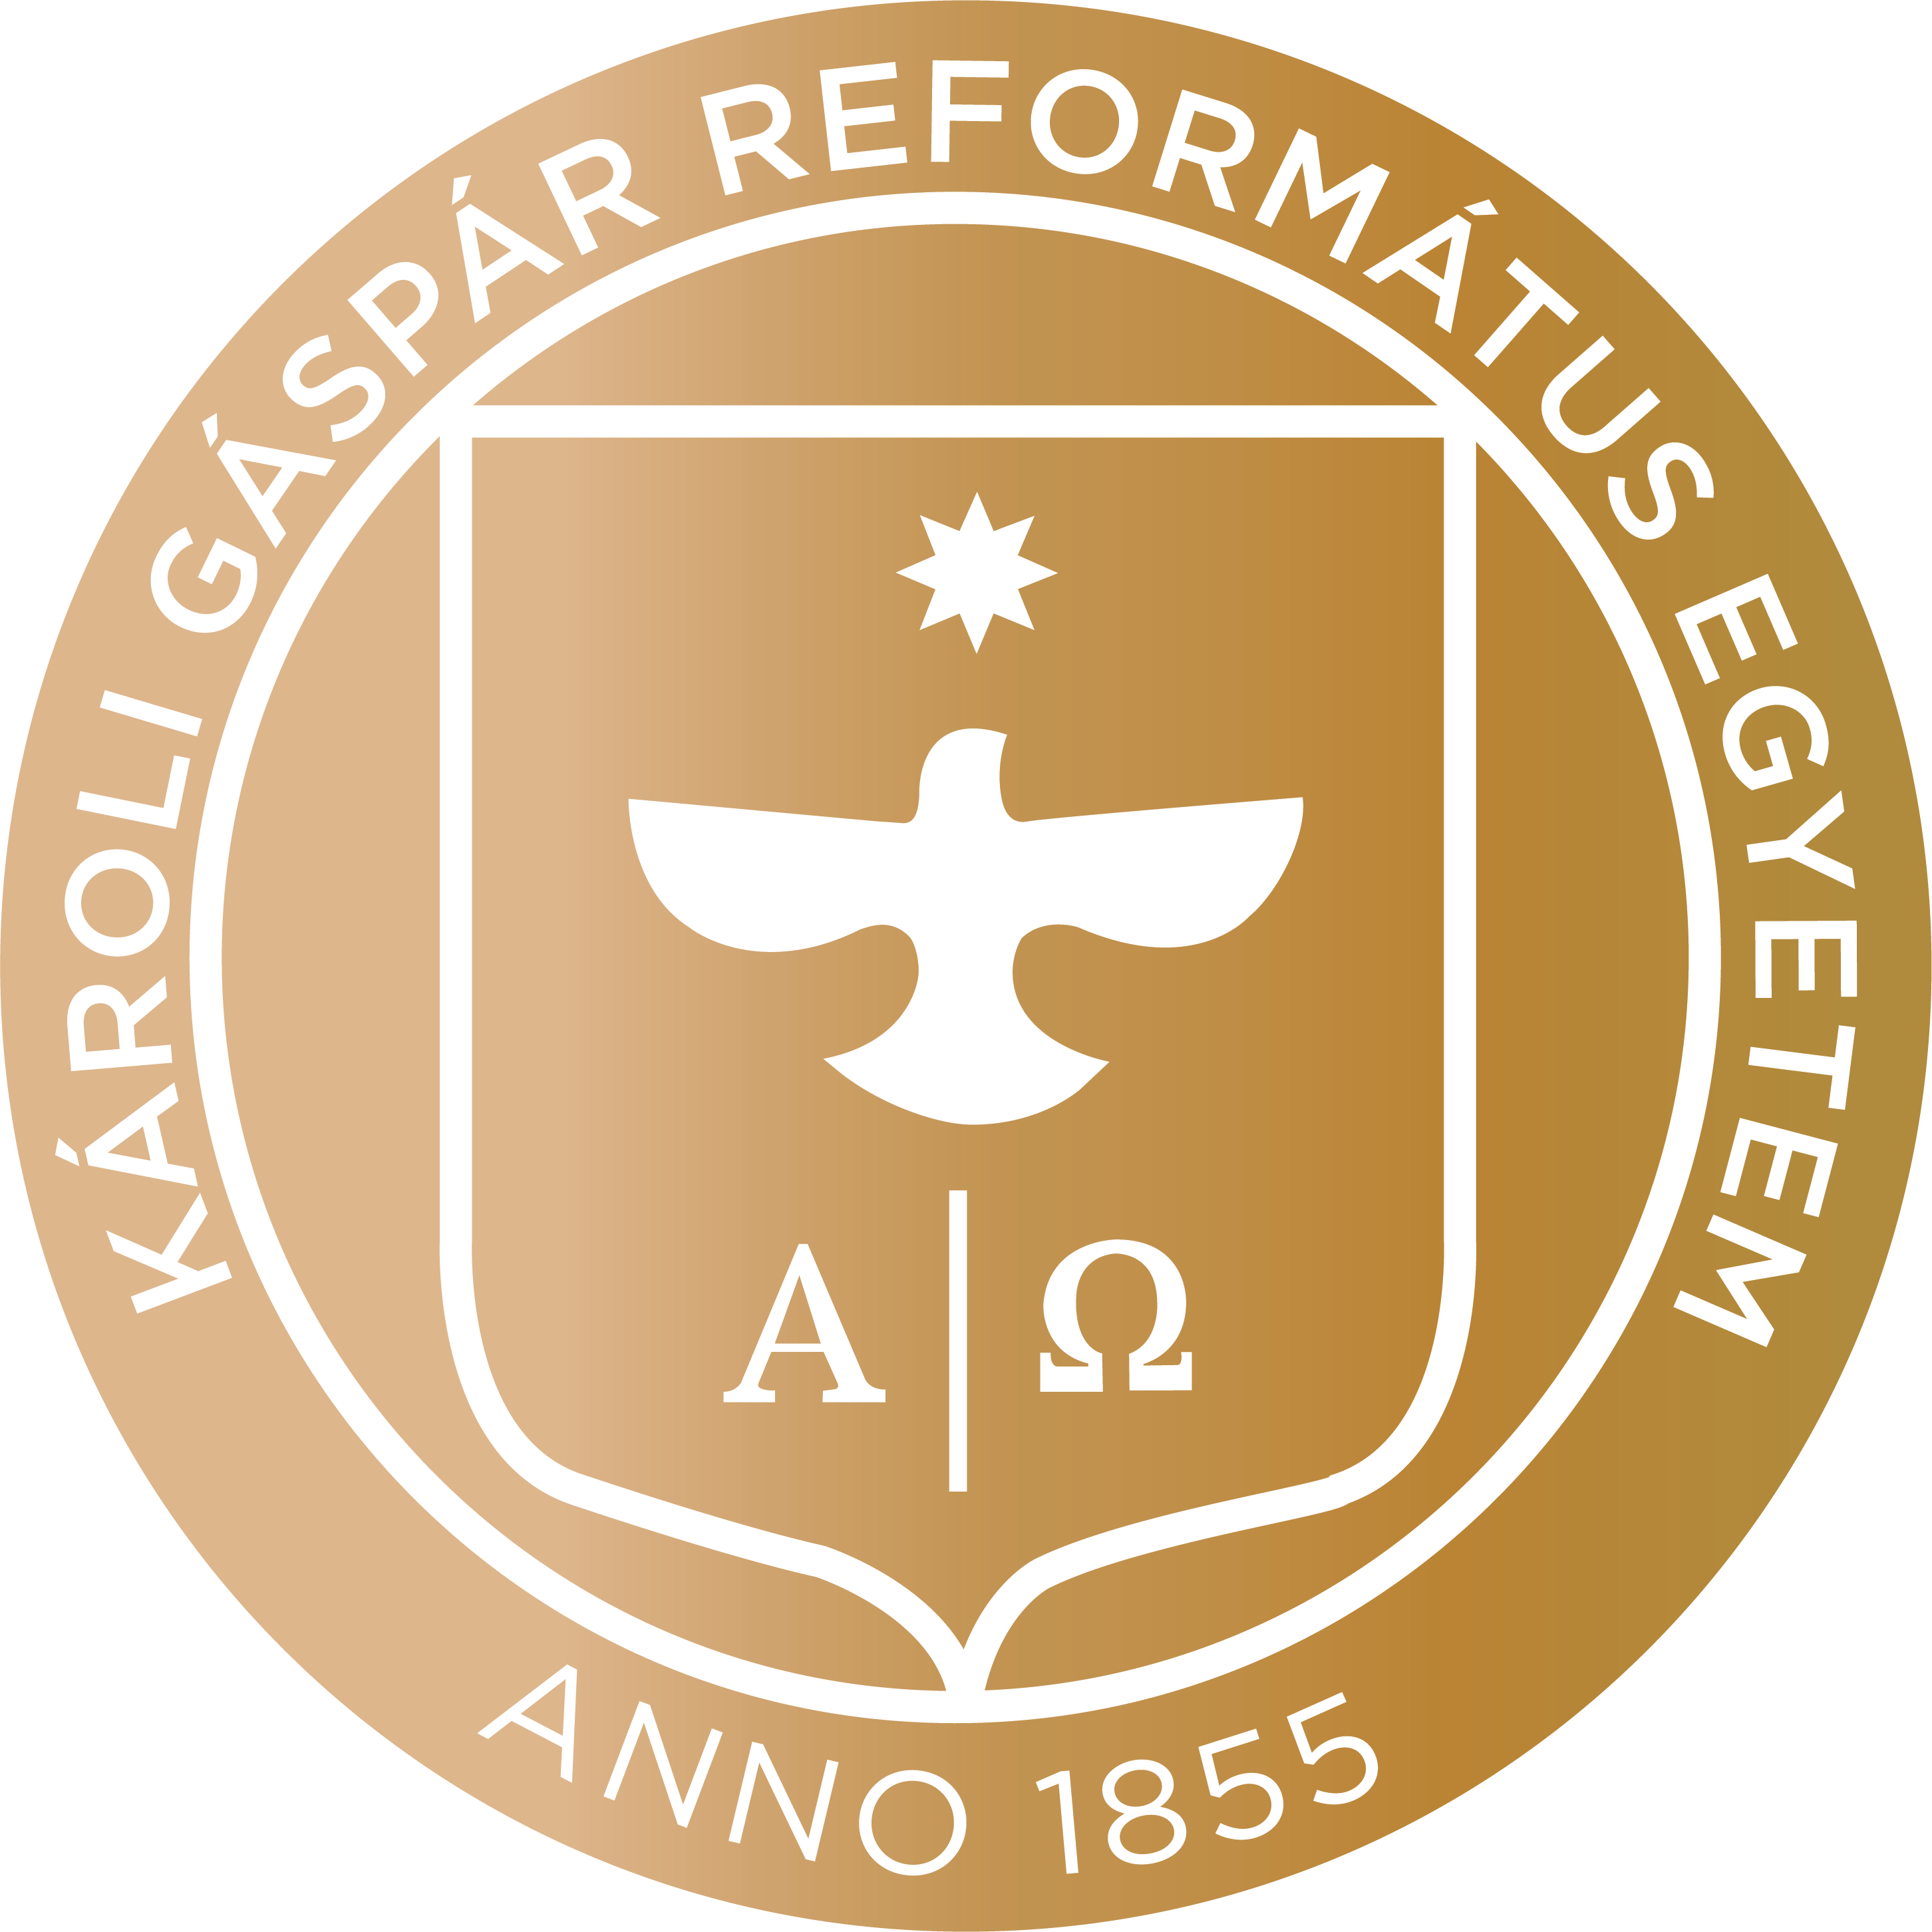 KÁROLI GÁSPÁR REFORMÁTUS EGYETEM
Α Ω
ANNO 1855